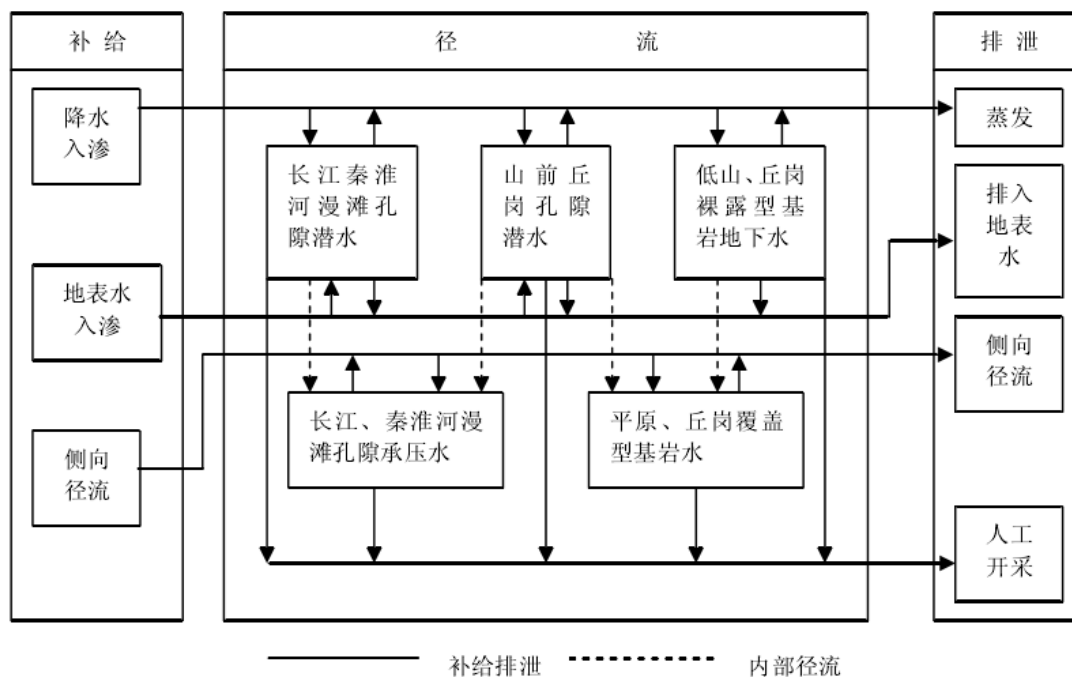 补 给
径 流
排 泄
降水
入渗
蒸发
长江秦淮
河漫滩孔
隙潜水
山前丘
岗孔隙
潜水
低山、丘岗
裸露型基
岩地下水
排入
地表
水
地表水
入渗
侧向
径流
长江、秦淮河漫
滩孔隙承压水
平原、丘岗覆盖
型基岩水
侧向
径流
人工
开采
补给排泄
内部径流